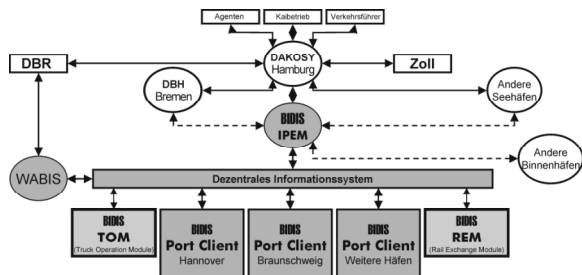 Agenten
Kaibetrieb
Verkehrsführer
DBR
DAKOSY
Hamburg
Zoll
DBH
Bremen
Andere
Seehäfen
BIDIS
IPEM
Andere
Binnenhäfen
WABIS
Dezentrales Informationssystem
BIDIS
TOM
(Truck Operation Module)
BIDIS
Port Client
Hannover
BIDIS
Port Client
Braunschweig
BIDIS
Port Client
Weitere Häfen
BIDIS
REM
(Rail Exchange Module)